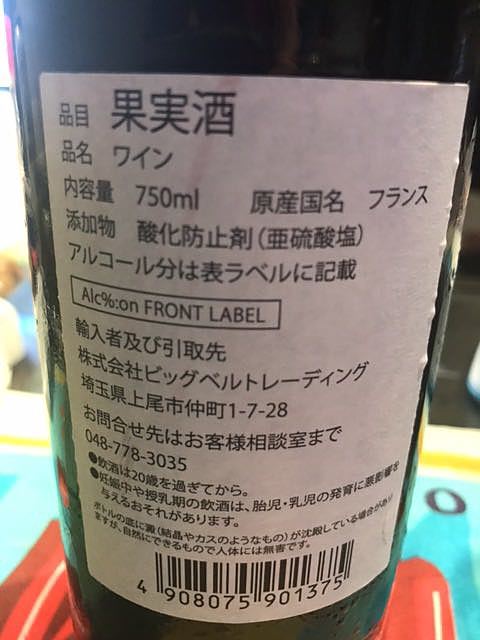 品目 果実酒
品名 ワイン
内容量 750ml 原産国名 フランス
添加物 酸化防止剤(亜硫酸塩)
アルコール分は表ラベルに記載
Alc%:on FRONT LABEL
輸入者及び引取先
株式会社ビッグベルトレーディング
埼玉県上尾市仲町1-7-28
お問合せ先はお客様相談室まで
048-778-3035
●飲酒は20歳を過ぎてから。
●妊娠中や授乳期の飲酒は、胎児・乳児の発育に悪影響を
与えるおそれがあります。
ボトルの底に澱(結晶やカスのようなもの)が沈殿している場合があり
ますが、自然にできるもので人体には無害です。
4 908075 901375